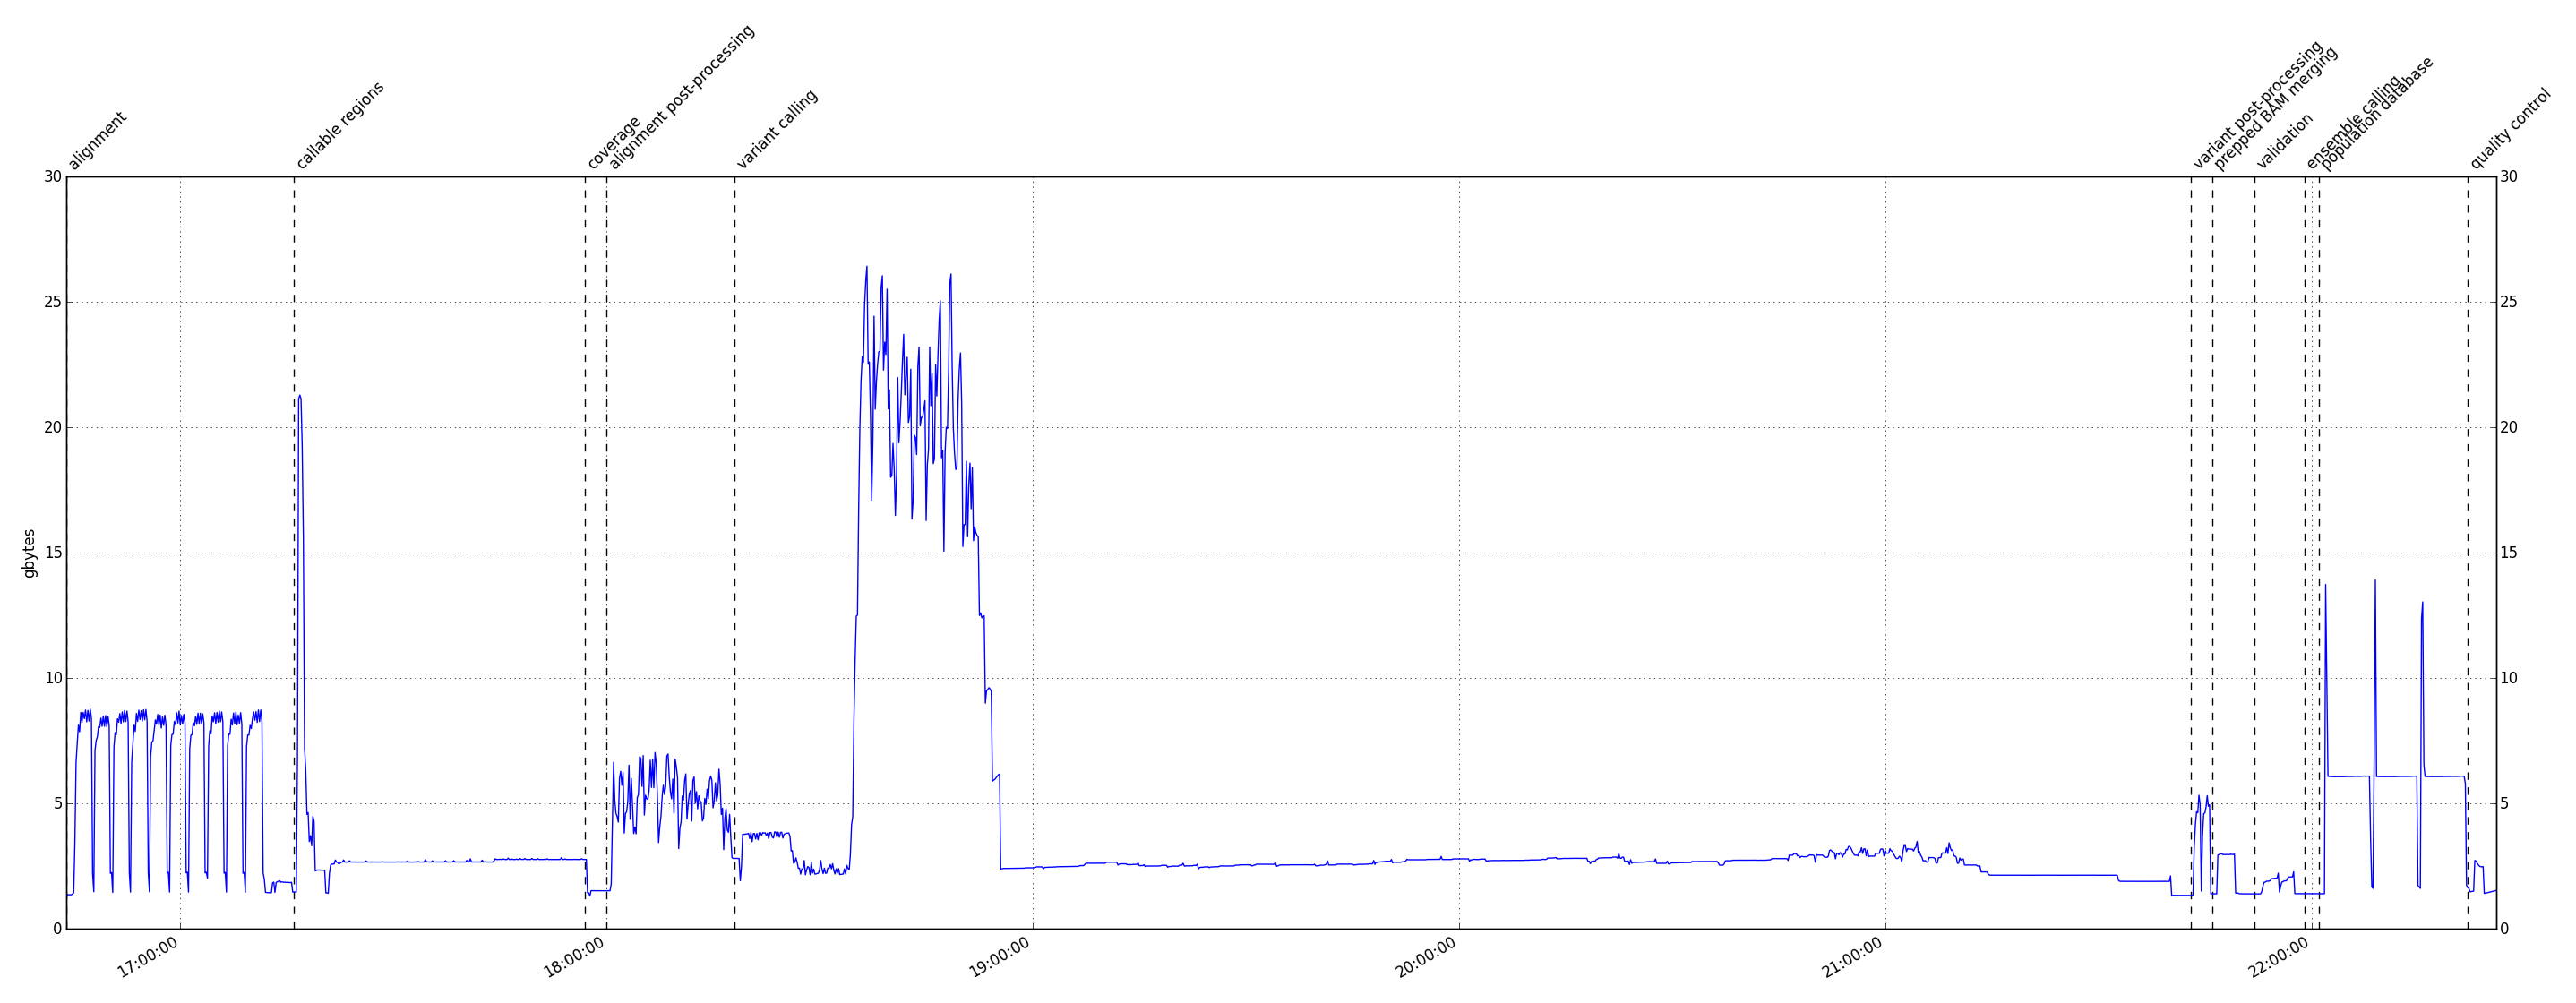 alignment
callable regions
coverage
alignment post-processing
variant calling
variant post-processing
prepped BAM merging
validation
ensemble calling
population database
quality control
30
25
20
15
10
5
0
gbytes
30
25
20
15
10
5
0
17:00:00
18:00:00
19:00:00
20:00:00
21:00:00
22:00:00